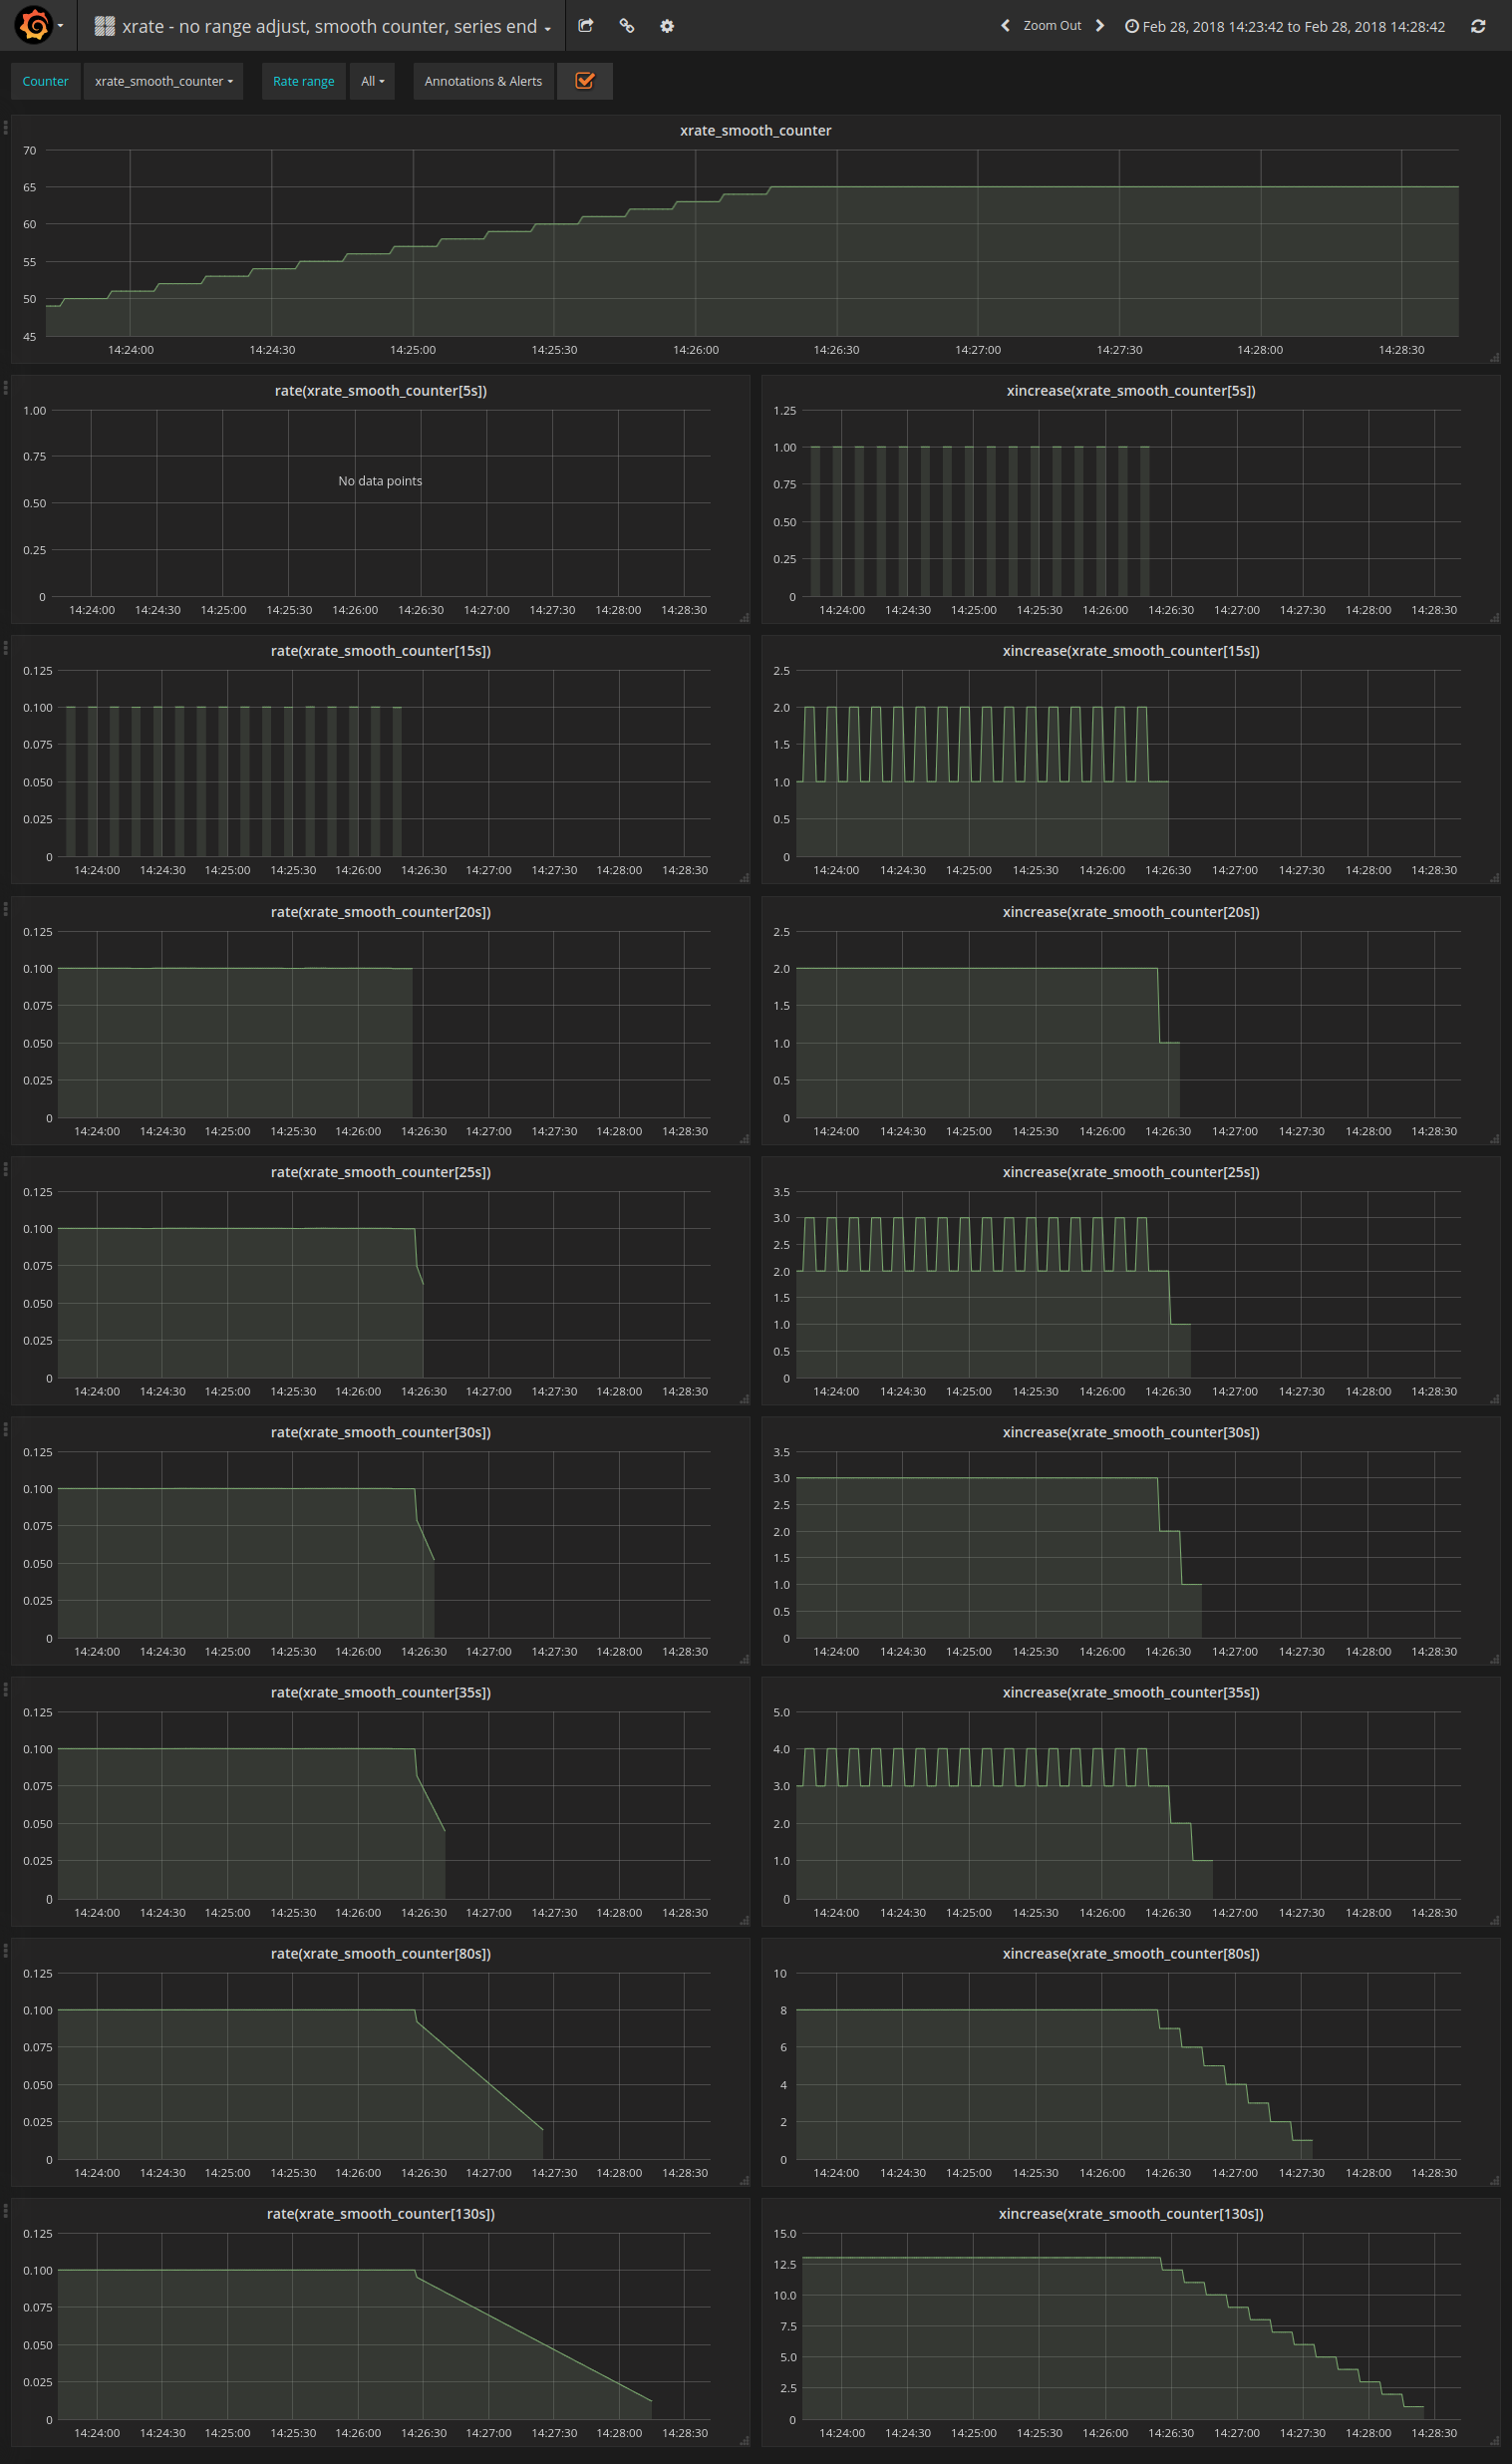 xrate - no range adjust, smooth counter, series end
Zoom Out
Feb 28, 2018 14:23:42 to Feb 28, 2018 14:28:42
Counter xrate_smooth_counter Rate range All Annotations & Alerts
xrate_smooth_counter
70
65
60
55
50
45
14:24:00 14:24:30 14:25:00 14:25:30 14:26:00 14:26:30 14:27:00 14:27:30 14:28:00 14:28:30
rate(xrate_smooth_counter[5s])
1.00
0.75
No data points
0.50
0.25
0
14:24:00 14:24:30 14:25:00 14:25:30 14:26:00 14:26:30 14:27:00 14:27:30 14:28:00 14:28:30
xincrease(xrate_smooth_counter[5s])
1.25
1.00
0.75
0.50
0.25
0
14:24:00 14:24:30 14:25:00 14:25:30 14:26:00 14:26:30 14:27:00 14:27:30 14:28:00 14:28:30
rate(xrate_smooth_counter[15s])
0.125
0.100
0.075
0.050
0.025
0
14:24:00 14:24:30 14:25:00 14:25:30 14:26:00 14:26:30 14:27:00 14:27:30 14:28:00 14:28:30
xincrease(xrate_smooth_counter[15s])
2.5
2.0
1.5
1.0
0.5
0
14:24:00 14:24:30 14:25:00 14:25:30 14:26:00 14:26:30 14:27:00 14:27:30 14:28:00 14:28:30
rate(xrate_smooth_counter[20s])
0.125
0.100
0.075
0.050
0.025
0
14:24:00 14:24:30 14:25:00 14:25:30 14:26:00 14:26:30 14:27:00 14:27:30 14:28:00 14:28:30
xincrease(xrate_smooth_counter[20s])
2.5
2.0
1.5
1.0
0.5
0
14:24:00 14:24:30 14:25:00 14:25:30 14:26:00 14:26:30 14:27:00 14:27:30 14:28:00 14:28:30
rate(xrate_smooth_counter[25s])
0.125
0.100
0.075
0.050
0.025
0
14:24:00 14:24:30 14:25:00 14:25:30 14:26:00 14:26:30 14:27:00 14:27:30 14:28:00 14:28:30
xincrease(xrate_smooth_counter[25s])
3.5
3.0
2.5
2.0
1.5
1.0
0.5
0
14:24:00 14:24:30 14:25:00 14:25:30 14:26:00 14:26:30 14:27:00 14:27:30 14:28:00 14:28:30
rate(xrate_smooth_counter[30s])
0.125
0.100
0.075
0.050
0.025
0
14:24:00 14:24:30 14:25:00 14:25:30 14:26:00 14:26:30 14:27:00 14:27:30 14:28:00 14:28:30
xincrease(xrate_smooth_counter[30s])
3.5
3.0
2.5
2.0
1.5
1.0
0.5
0
14:24:00 14:24:30 14:25:00 14:25:30 14:26:00 14:26:30 14:27:00 14:27:30 14:28:00 14:28:30
rate(xrate_smooth_counter[35s])
0.125
0.100
0.075
0.050
0.025
0
14:24:00 14:24:30 14:25:00 14:25:30 14:26:00 14:26:30 14:27:00 14:27:30 14:28:00 14:28:30
xincrease(xrate_smooth_counter[35s])
5.0
4.0
3.0
2.0
1.0
0
14:24:00 14:24:30 14:25:00 14:25:30 14:26:00 14:26:30 14:27:00 14:27:30 14:28:00 14:28:30
rate(xrate_smooth_counter[80s])
0.125
0.100
0.075
0.050
0.025
0
14:24:00 14:24:30 14:25:00 14:25:30 14:26:00 14:26:30 14:27:00 14:27:30 14:28:00 14:28:30
xincrease(xrate_smooth_counter[80s])
10
8
6
4
2
0
14:24:00 14:24:30 14:25:00 14:25:30 14:26:00 14:26:30 14:27:00 14:27:30 14:28:00 14:28:30
rate(xrate_smooth_counter[130s])
0.125
0.100
0.075
0.050
0.025
0
14:24:00 14:24:30 14:25:00 14:25:30 14:26:00 14:26:30 14:27:00 14:27:30 14:28:00 14:28:30
xincrease(xrate_smooth_counter[130s])
15.0
12.5
10.0
7.5
5.0
2.5
0
14:24:00 14:24:30 14:25:00 14:25:30 14:26:00 14:26:30 14:27:00 14:27:30 14:28:00 14:28:30